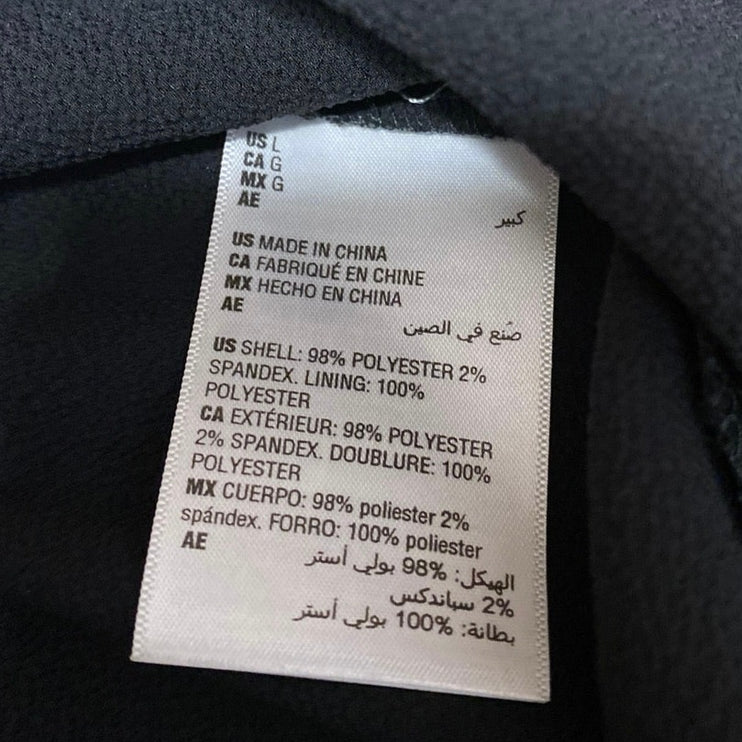 US L
CA G
MX G
AE
كبير
US MADE IN CHINA
CA FABRIQUÉ EN CHINE
MX HECHO EN CHINA
AE
صُنع في الصين
US SHELL: 98% POLYESTER 2%
SPANDEX. LINING: 100%
POLYESTER
CA EXTÉRIEUR: 98% POLYESTER
2% SPANDEX. DOUBLURE: 100%
POLYESTER
MX CUERPO: 98% poliester 2%
spándex. FORRO: 100% poliester
AE
الهيكل: 98% بولي أستر
2% سباندكس
بطانة: 100% بولي أستر